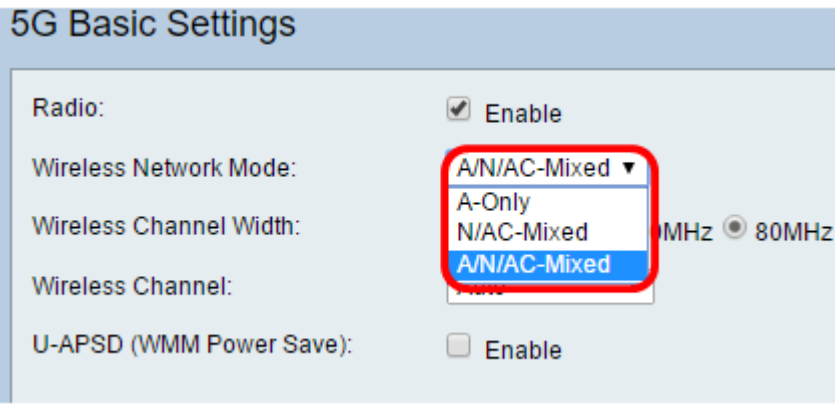 5G Basic Settings
Radio: Enable
Wireless Network Mode: A/N/AC-Mixed
A-Only
N/AC-Mixed
A/N/AC-Mixed
Wireless Channel Width: 0MHz 80MHz
Wireless Channel:
U-APSD (WMM Power Save): Enable